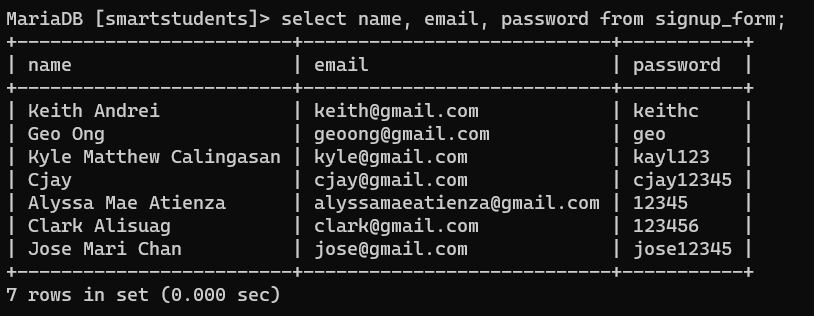 MariaDB [smartstudents]> select name, email, password from signup_form;
+-------------------------+----------------------------+-----------+
| name                    | email                      | password  |
+-------------------------+----------------------------+-----------+
| Keith Andrei            | keith@gmail.com            | keithc    |
| Geo Ong                 | geoong@gmail.com           | geo       |
| Kyle Matthew Calingasan | kyle@gmail.com             | kayl123   |
| Cjay                    | cjay@gmail.com             | cjay12345 |
| Alyssa Mae Atienza      | alyssamaeatienza@gmail.com | 12345     |
| Clark Alisuag           | clark@gmail.com            | 123456    |
| Jose Mari Chan          | jose@gmail.com             | jose12345 |
+-------------------------+----------------------------+-----------+
7 rows in set (0.000 sec)